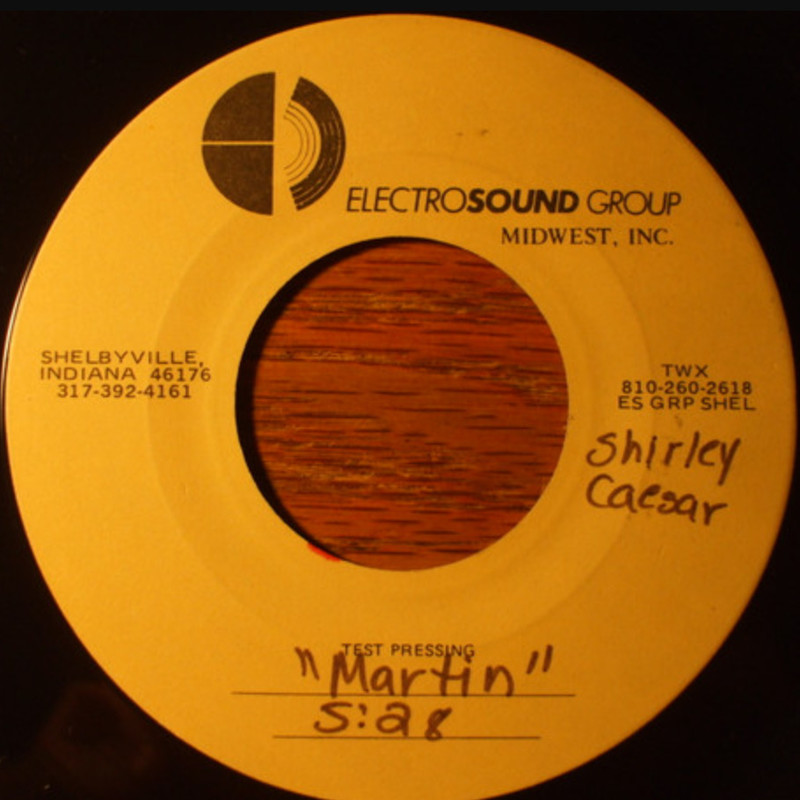 ELECTROSOUND GROUP
MIDWEST, INC.
SHELBYVILLE,
INDIANA 46176
317-392-4161
TWX
810-260-2618
ES GRP SHEL
Shirley
Caesar
TEST PRESSING
"Martin"
5:28